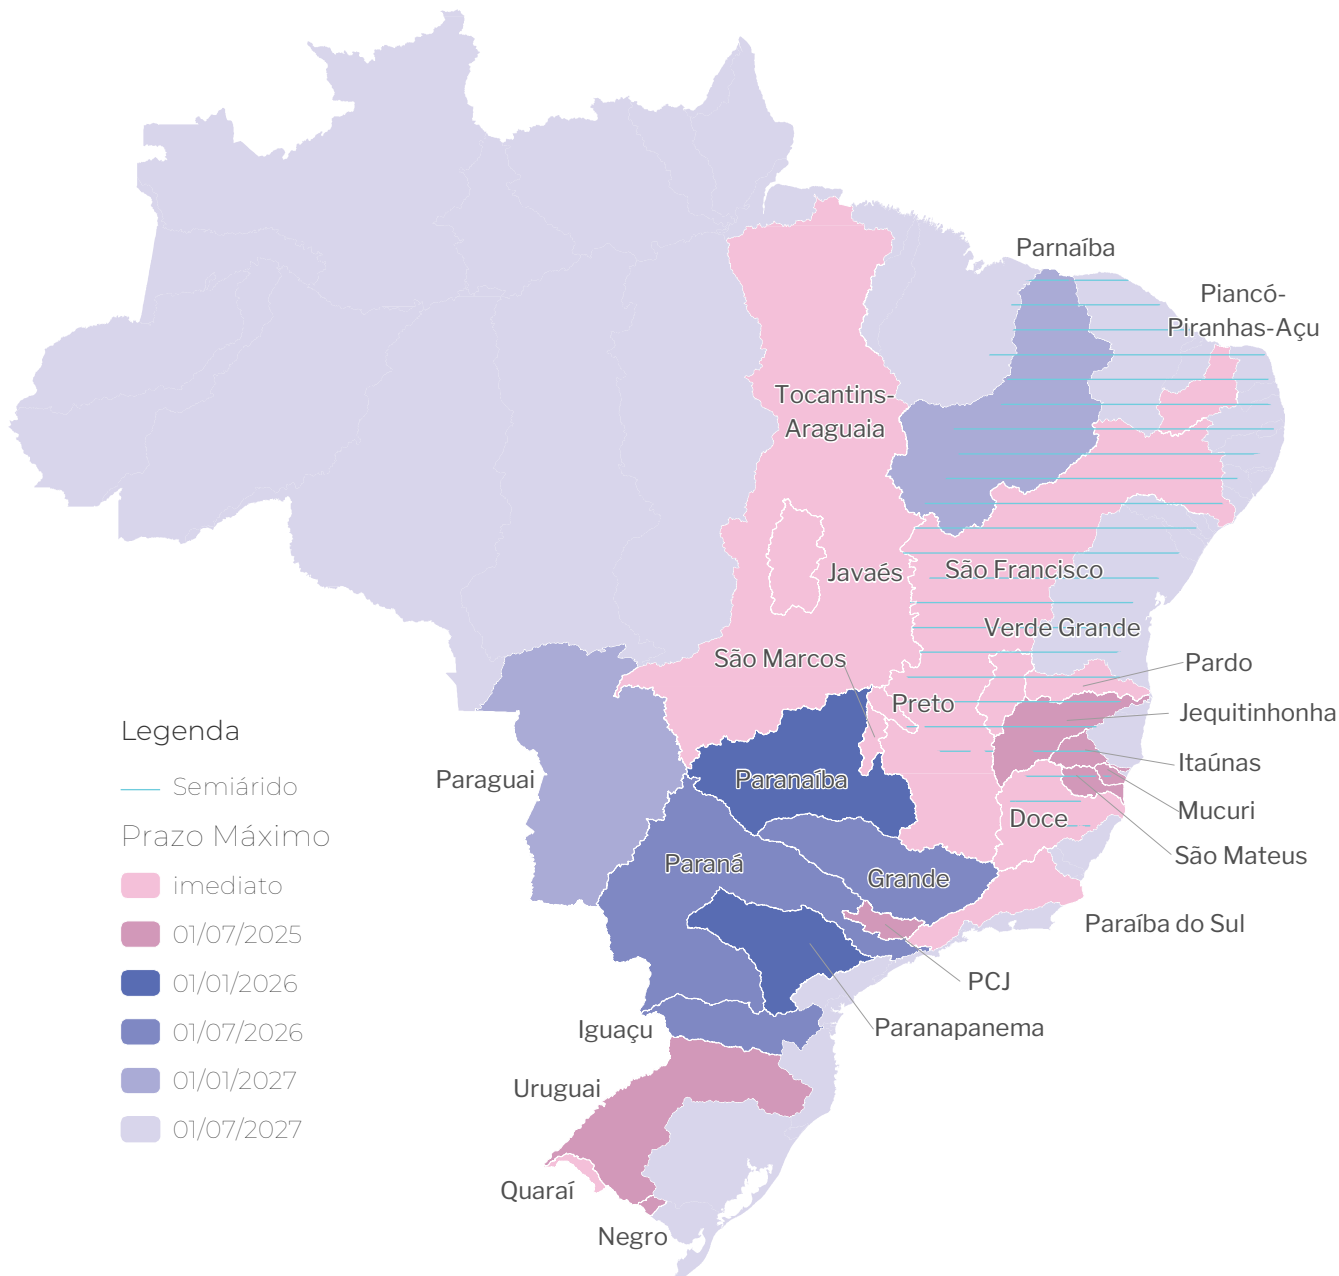 Parnaíba
Piancó-
Piranhas-Açu
Tocantins-
Araguaia
Javaés
São Francisco
Verde Grande
São Marcos
Pardo
Preto
Jequitinhonha
Legenda
Semiárido
Prazo Máximo
imediato
01/07/2025
01/01/2026
01/07/2026
01/01/2027
01/07/2027
Paraguai
Paranaíba
Itaúnas
Mucuri
Doce
São Mateus
Paraná
Grande
Paraíba do Sul
PCJ
Paranapanema
Iguaçu
Uruguai
Quaraí
Negro